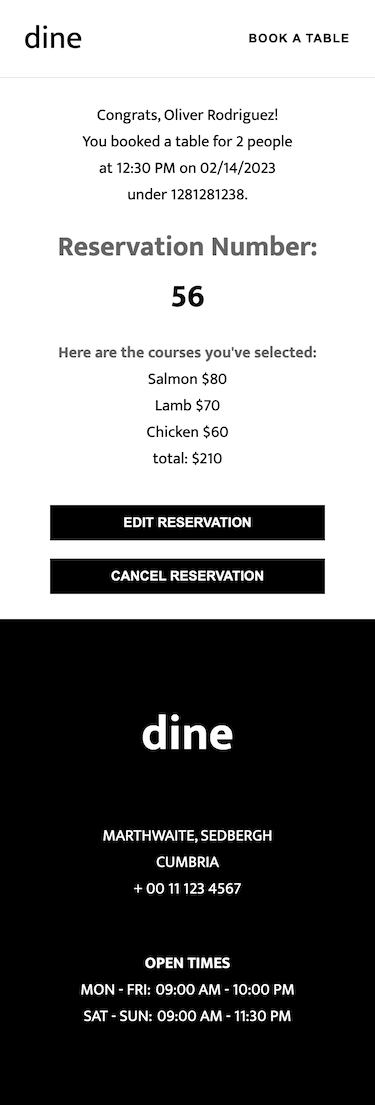 dine
BOOK A TABLE
Congrats, Oliver Rodriguez!
You booked a table for 2 people
at 12:30 PM on 02/14/2023
under 1281281238.
Reservation Number:
56
Here are the courses you've selected:
Salmon $80
Lamb $70
Chicken $60
total: $210
EDIT RESERVATION
CANCEL RESERVATION
dine
MARTHWAITE, SEDBERGH
CUMBRIA
+ 00 11 123 4567
OPEN TIMES
MON - FRI: 09:00 AM - 10:00 PM
SAT - SUN: 09:00 AM - 11:30 PM